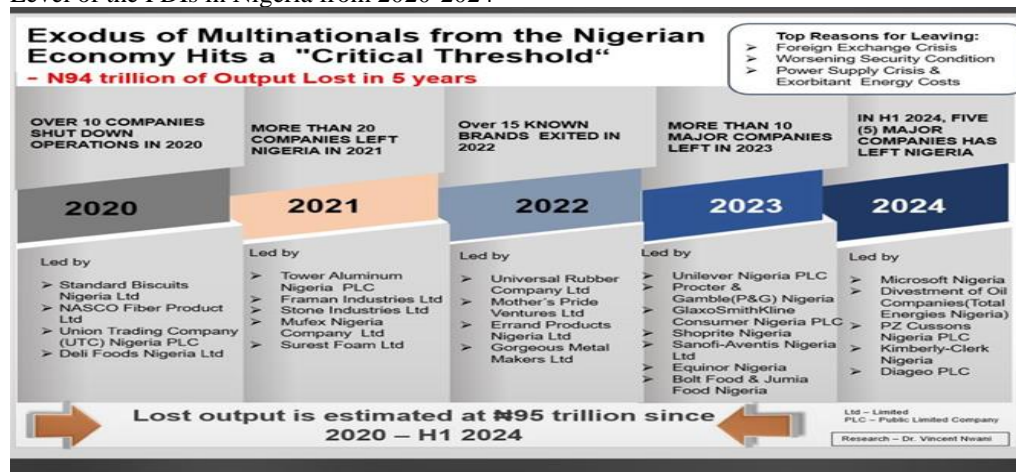 Level of the FDIs in Nigeria from 2020-2024
Exodus of Multinationals from the Nigerian
Economy Hits a "Critical Threshold“
- N94 trillion of Output Lost in 5 years
Top Reasons for Leaving:
➢ Foreign Exchange Crisis
➢ Worsening Security Condition
➢ Power Supply Crisis &
Exorbitant Energy Costs
OVER 10 COMPANIES
SHUT DOWN
OPERATIONS IN 2020
2020
Led by
➢ Standard Biscuits
Nigeria Ltd
➢ NASCO Fiber Product
Ltd
➢ Union Trading Company
(UTC) Nigeria PLC
➢ Deli Foods Nigeria Ltd
MORE THAN 20
COMPANIES LEFT
NIGERIA IN 2021
2021
Led by
➢ Tower Aluminum
Nigeria PLC
➢ Framan Industries Ltd
➢ Stone Industries Ltd
➢ Mufex Nigeria
Company Ltd
➢ Surest Foam Ltd
Over 15 KNOWN
BRANDS EXITED IN
2022
2022
Led by
➢ Universal Rubber
Company Ltd
➢ Mother's Pride
Ventures Ltd
➢ Errand Products
Nigeria Ltd
➢ Gorgeous Metal
Makers Ltd
MORE THAN 10
MAJOR COMPANIES
LEFT IN 2023
2023
Led by
➢ Unilever Nigeria PLC
➢ Procter &
Gamble(P&G) Nigeria
➢ GlaxoSmithKline
Consumer Nigeria PLC
➢ Shoprite Nigeria
➢ Sanofi-Aventis Nigeria
Ltd
➢ Equinor Nigeria
➢ Bolt Food & Jumia
Food Nigeria
IN H1 2024, FIVE
(5) MAJOR
COMPANIES HAS
LEFT NIGERIA
2024
Led by
➢ Microsoft Nigeria
➢ Divestment of Oil
Companies(Total
Energies Nigeria)
➢ PZ Cussons
Nigeria PLC
➢ Kimberly-Clerk
Nigeria
➢ Diageo PLC
Lost output is estimated at ₦95 trillion since
2020 – H1 2024
Ltd – Limited
PLC – Public Limited Company
Research – Dr. Vincent Nwani